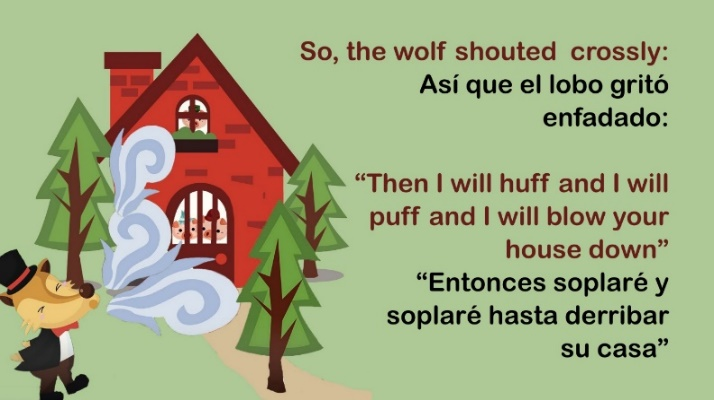 So, the wolf shouted crossly:
Así que el lobo gritó
enfadado:
“Then I will huff and I will
puff and I will blow your
house down”
“Entonces soplaré y
soplaré hasta derribar
su casa”